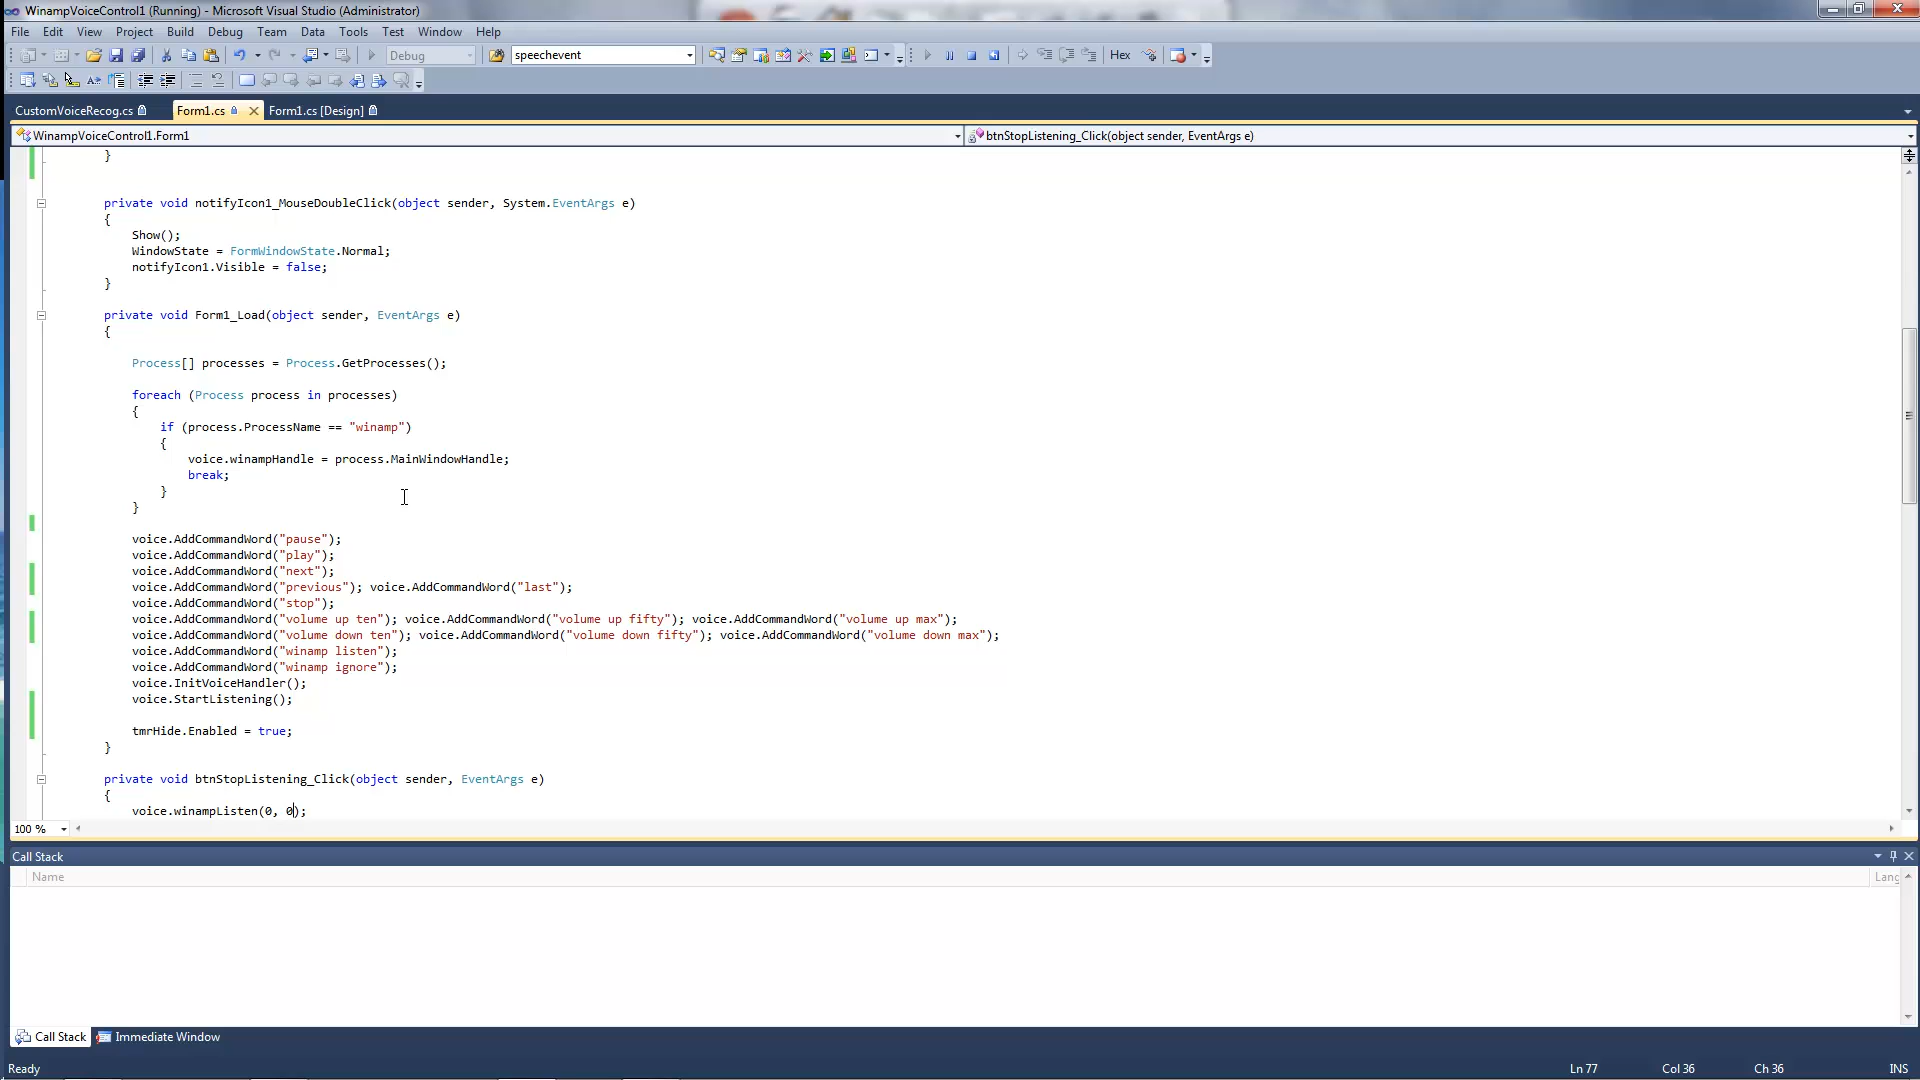 WinampVoiceControl1 (Running) - Microsoft Visual Studio (Administrator)
File Edit View Project Build Debug Team Data Tools Test Window Help
Debug speechevent Hex
CustomVoiceRecog.cs Form1.cs Form1.cs [Design]
WinampVoiceControl1.Form1 btnStopListening_Click(object sender, EventArgs e)
}
private void notifyIcon1_MouseDoubleClick(object sender, System.EventArgs e)
{
Show();
WindowState = FormWindowState.Normal;
notifyIcon1.Visible = false;
}
private void Form1_Load(object sender, EventArgs e)
{
Process[] processes = Process.GetProcesses();
foreach (Process process in processes)
{
if (process.ProcessName == "winamp")
{
voice.winampHandle = process.MainWindowHandle;
break;
}
}
voice.AddCommandWord("pause");
voice.AddCommandWord("play");
voice.AddCommandWord("next");
voice.AddCommandWord("previous"); voice.AddCommandWord("last");
voice.AddCommandWord("stop");
voice.AddCommandWord("volume up ten"); voice.AddCommandWord("volume up fifty"); voice.AddCommandWord("volume up max");
voice.AddCommandWord("volume down ten"); voice.AddCommandWord("volume down fifty"); voice.AddCommandWord("volume down max");
voice.AddCommandWord("winamp listen");
voice.AddCommandWord("winamp ignore");
voice.InitVoiceHandler();
voice.StartListening();
tmrHide.Enabled = true;
}
private void btnStopListening_Click(object sender, EventArgs e)
{
voice.winampListen(0, 0);
100 %
Call Stack
Name Lang
Call Stack Immediate Window
Ready Ln 77 Col 36 Ch 36 INS